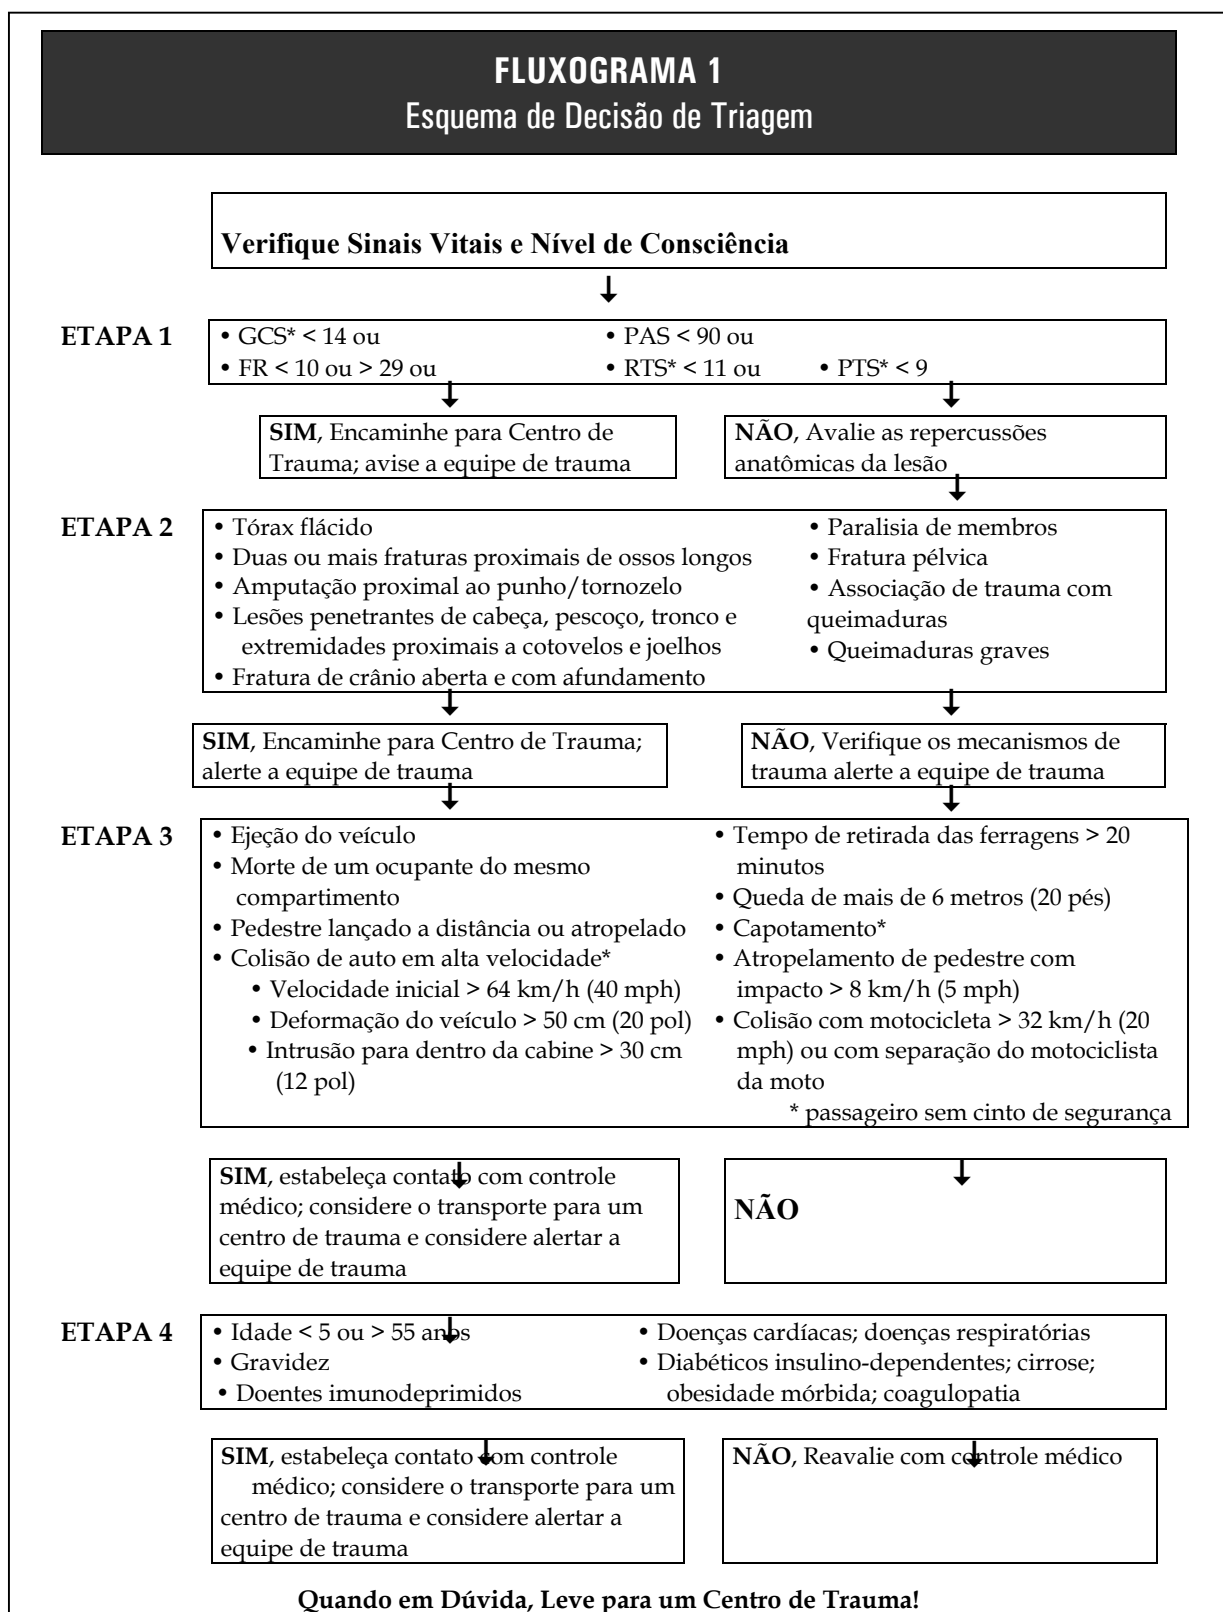 FLUXOGRAMA 1
Esquema de Decisão de Triagem
Verifique Sinais Vitais e Nível de Consciência
ETAPA 1
• GCS* < 14 ou
• PAS < 90 ou
• FR < 10 ou > 29 ou
• RTS* < 11 ou
• PTS* < 9
SIM, Encaminhe para Centro de
Trauma; avise a equipe de trauma
NÃO, Avalie as repercussões
anatômicas da lesão
ETAPA 2
• Tórax flácido
• Duas ou mais fraturas proximais de ossos longos
• Amputação proximal ao punho/tornozelo
• Lesões penetrantes de cabeça, pescoço, tronco e
extremidades proximais a cotovelos e joelhos
• Fratura de crânio aberta e com afundamento
• Paralisia de membros
• Fratura pélvica
• Associação de trauma com
queimaduras
• Queimaduras graves
SIM, Encaminhe para Centro de Trauma;
alerte a equipe de trauma
NÃO, Verifique os mecanismos de
trauma alerte a equipe de trauma
ETAPA 3
• Ejeção do veículo
• Morte de um ocupante do mesmo
compartimento
• Pedestre lançado a distância ou atropelado
• Colisão de auto em alta velocidade*
• Velocidade inicial > 64 km/h (40 mph)
• Deformação do veículo > 50 cm (20 pol)
• Intrusão para dentro da cabine > 30 cm
(12 pol)
• Tempo de retirada das ferragens > 20
minutos
• Queda de mais de 6 metros (20 pés)
• Capotamento*
• Atropelamento de pedestre com
impacto > 8 km/h (5 mph)
• Colisão com motocicleta > 32 km/h (20
mph) ou com separação do motociclista
da moto
* passageiro sem cinto de segurança
SIM, estabeleça contato com controle
médico; considere o transporte para um
centro de trauma e considere alertar a
equipe de trauma
NÃO
ETAPA 4
• Idade < 5 ou > 55 anos
• Gravidez
• Doentes imunodeprimidos
• Doenças cardíacas; doenças respiratórias
• Diabéticos insulino-dependentes; cirrose;
obesidade mórbida; coagulopatia
SIM, estabeleça contato com controle
médico; considere o transporte para um
centro de trauma e considere alertar a
equipe de trauma
NÃO, Reavalie com controle médico
Quando em Dúvida, Leve para um Centro de Trauma!